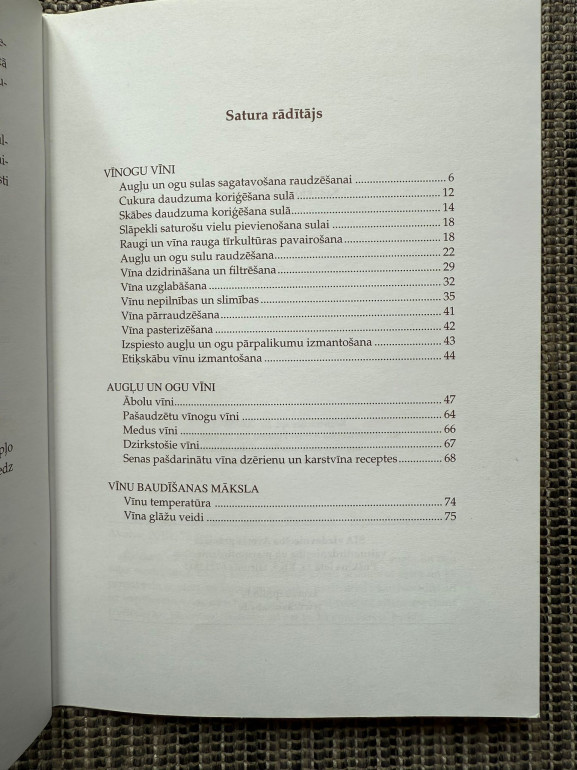 Satura rādītājs
VĪNOGU VĪNI
Augļu un ogu sulas sagatavošana raudzēšanai ........................... 6
Cukura daudzuma koriģēšana sulā ........................................... 12
Skābes daudzuma koriģēšana sulā ............................................ 14
Slāpekli saturošu vielu pievienošana sulai ................................. 18
Raugi un vīna rauga tīrkultūras pavairošana .............................. 18
Augļu un ogu sulu raudzēšana ................................................. 22
Vīna dzidrināšana un filtrēšana ................................................ 29
Vīna uzglabāšana .................................................................... 32
Vīnu nepilnības un slimības ..................................................... 35
Vīna pārraudzēšana ................................................................. 41
Vīna pasterizēšana ................................................................... 42
Izspiesto augļu un ogu pārpalikumu izmantošana ..................... 43
Etiķskābu vīnu izmantošana ..................................................... 44
AUGĻU UN OGU VĪNI
Ābolu vīni ............................................................................... 47
Pašaudzētu vīnogu vīni ............................................................ 64
Medus vīni .............................................................................. 66
Dzirkstošie vīni ........................................................................ 67
Senas pašdarinātu vīna dzērienu un karstvīna receptes ............. 68
VĪNU BAUDĪŠANAS MĀKSLA
Vīnu temperatūra .................................................................... 74
Vīna glāžu veidi ....................................................................... 75